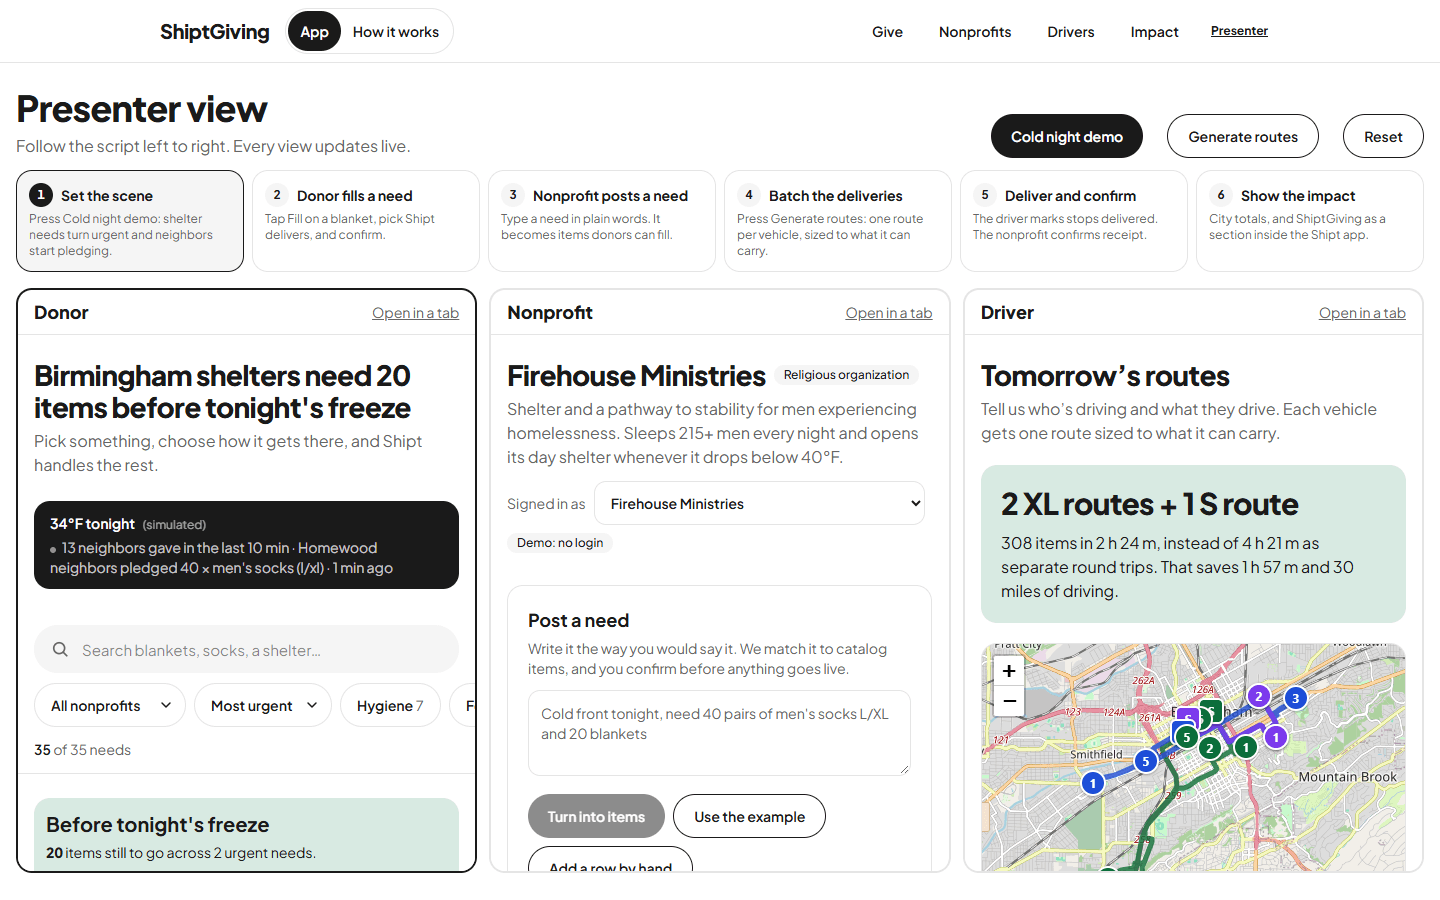 ShiptGiving
App
How it works
Give
Nonprofits
Drivers
Impact
Presenter
Presenter view
Follow the script left to right. Every view updates live.
Cold night demo
Generate routes
Reset
1 Set the scene
Press Cold night demo: shelter
needs turn urgent and neighbors
start pledging.
2 Donor fills a need
Tap Fill on a blanket, pick Shipt
delivers, and confirm.
3 Nonprofit posts a need
Type a need in plain words. It
becomes items donors can fill.
4 Batch the deliveries
Press Generate routes: one route
per vehicle, sized to what it can
carry.
5 Deliver and confirm
The driver marks stops delivered.
The nonprofit confirms receipt.
6 Show the impact
City totals, and ShiptGiving as a
section inside the Shipt app.
Donor
Open in a tab
Birmingham shelters need 20
items before tonight's freeze
Pick something, choose how it gets there, and Shipt
handles the rest.
34°F tonight (simulated)
13 neighbors gave in the last 10 min · Homewood
neighbors pledged 40 × men's socks (l/xl) · 1 min ago
Search blankets, socks, a shelter...
All nonprofits
Most urgent
Hygiene 7
35 of 35 needs
Before tonight's freeze
20 items still to go across 2 urgent needs.
Nonprofit
Open in a tab
Firehouse Ministries
Religious organization
Shelter and a pathway to stability for men experiencing
homelessness. Sleeps 215+ men every night and opens
its day shelter whenever it drops below 40°F.
Signed in as
Firehouse Ministries
Demo: no login
Post a need
Write it the way you would say it. We match it to catalog
items, and you confirm before anything goes live.
Cold front tonight, need 40 pairs of men's socks L/XL
and 20 blankets
Turn into items
Use the example
Add a row by hand
Driver
Open in a tab
Tomorrow’s routes
Tell us who’s driving and what they drive. Each vehicle
gets one route sized to what it can carry.
2 XL routes + 1 S route
308 items in 2 h 24 m, instead of 4 h 21 m as
separate round trips. That saves 1 h 57 m and 30
miles of driving.
+
−
262A
126A
123
124A
261A
121
2
3
S
S
5
2
1
1
5
1
Smithfield
Mountain Brook